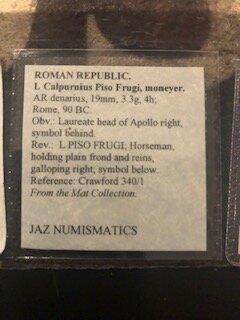 ROMAN REPUBLIC.
L Calpurnius Piso Frugi, moneyer.
AR denarius, 19mm, 3.3g, 4h;
Rome, 90 BC.
Obv.: Laureate head of Apollo right,
symbol behind.
Rev.: L PISO FRUGI; Horseman,
holding plain frond and reins,
galloping right; symbol below.
Reference: Crawford 340/1
From the Mat Collection.
JAZ NUMISMATICS